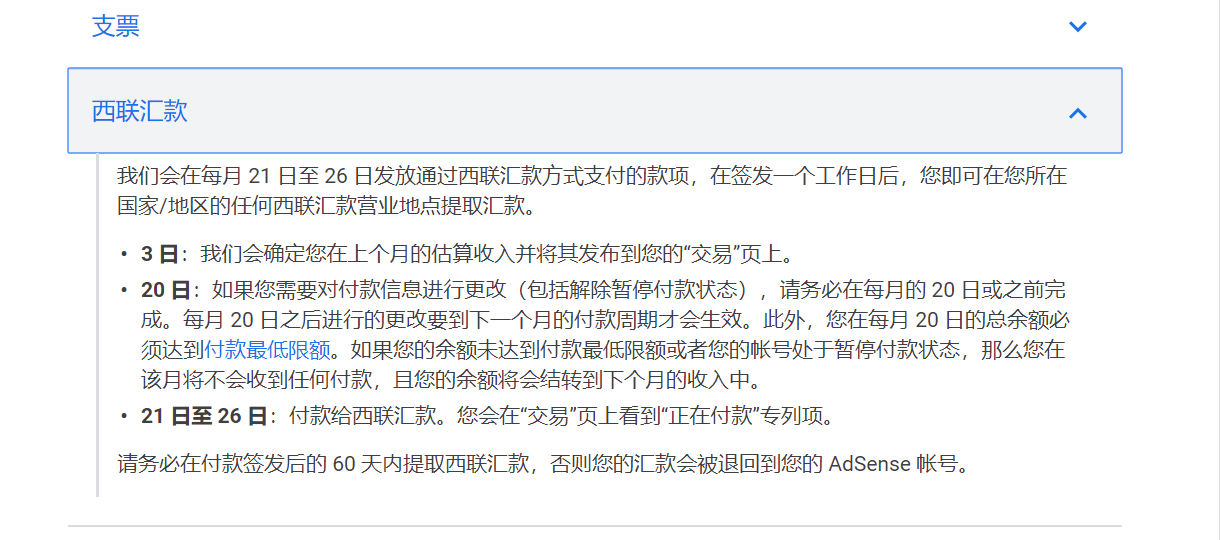 支票
西联汇款
我们会在每月 21 日至 26 日发放通过西联汇款方式支付的款项，在签发一个工作日后，您即可在您所在
国家/地区的任何西联汇款营业地点提取汇款。
• 3 日：我们会确定您在上个月的估算收入并将其发布到您的“交易”页上。
• 20 日：如果您需要对付款信息进行更改（包括解除暂停付款状态），请务必在每月的 20 日或之前完
成。每月 20 日之后进行的更改要到下一个月的付款周期才会生效。此外，您在每月 20 日的总余额必
须达到付款最低限额。如果您的余额未达到付款最低限额或者您的帐号处于暂停付款状态，那么您在
该月将不会收到任何付款，且您的余额将会结转到下个月的收入中。
• 21 日至 26 日：付款给西联汇款。您会在“交易”页上看到“正在付款”专列项。
请务必在付款签发后的 60 天内提取西联汇款，否则您的汇款会被退回到您的 AdSense 帐号。